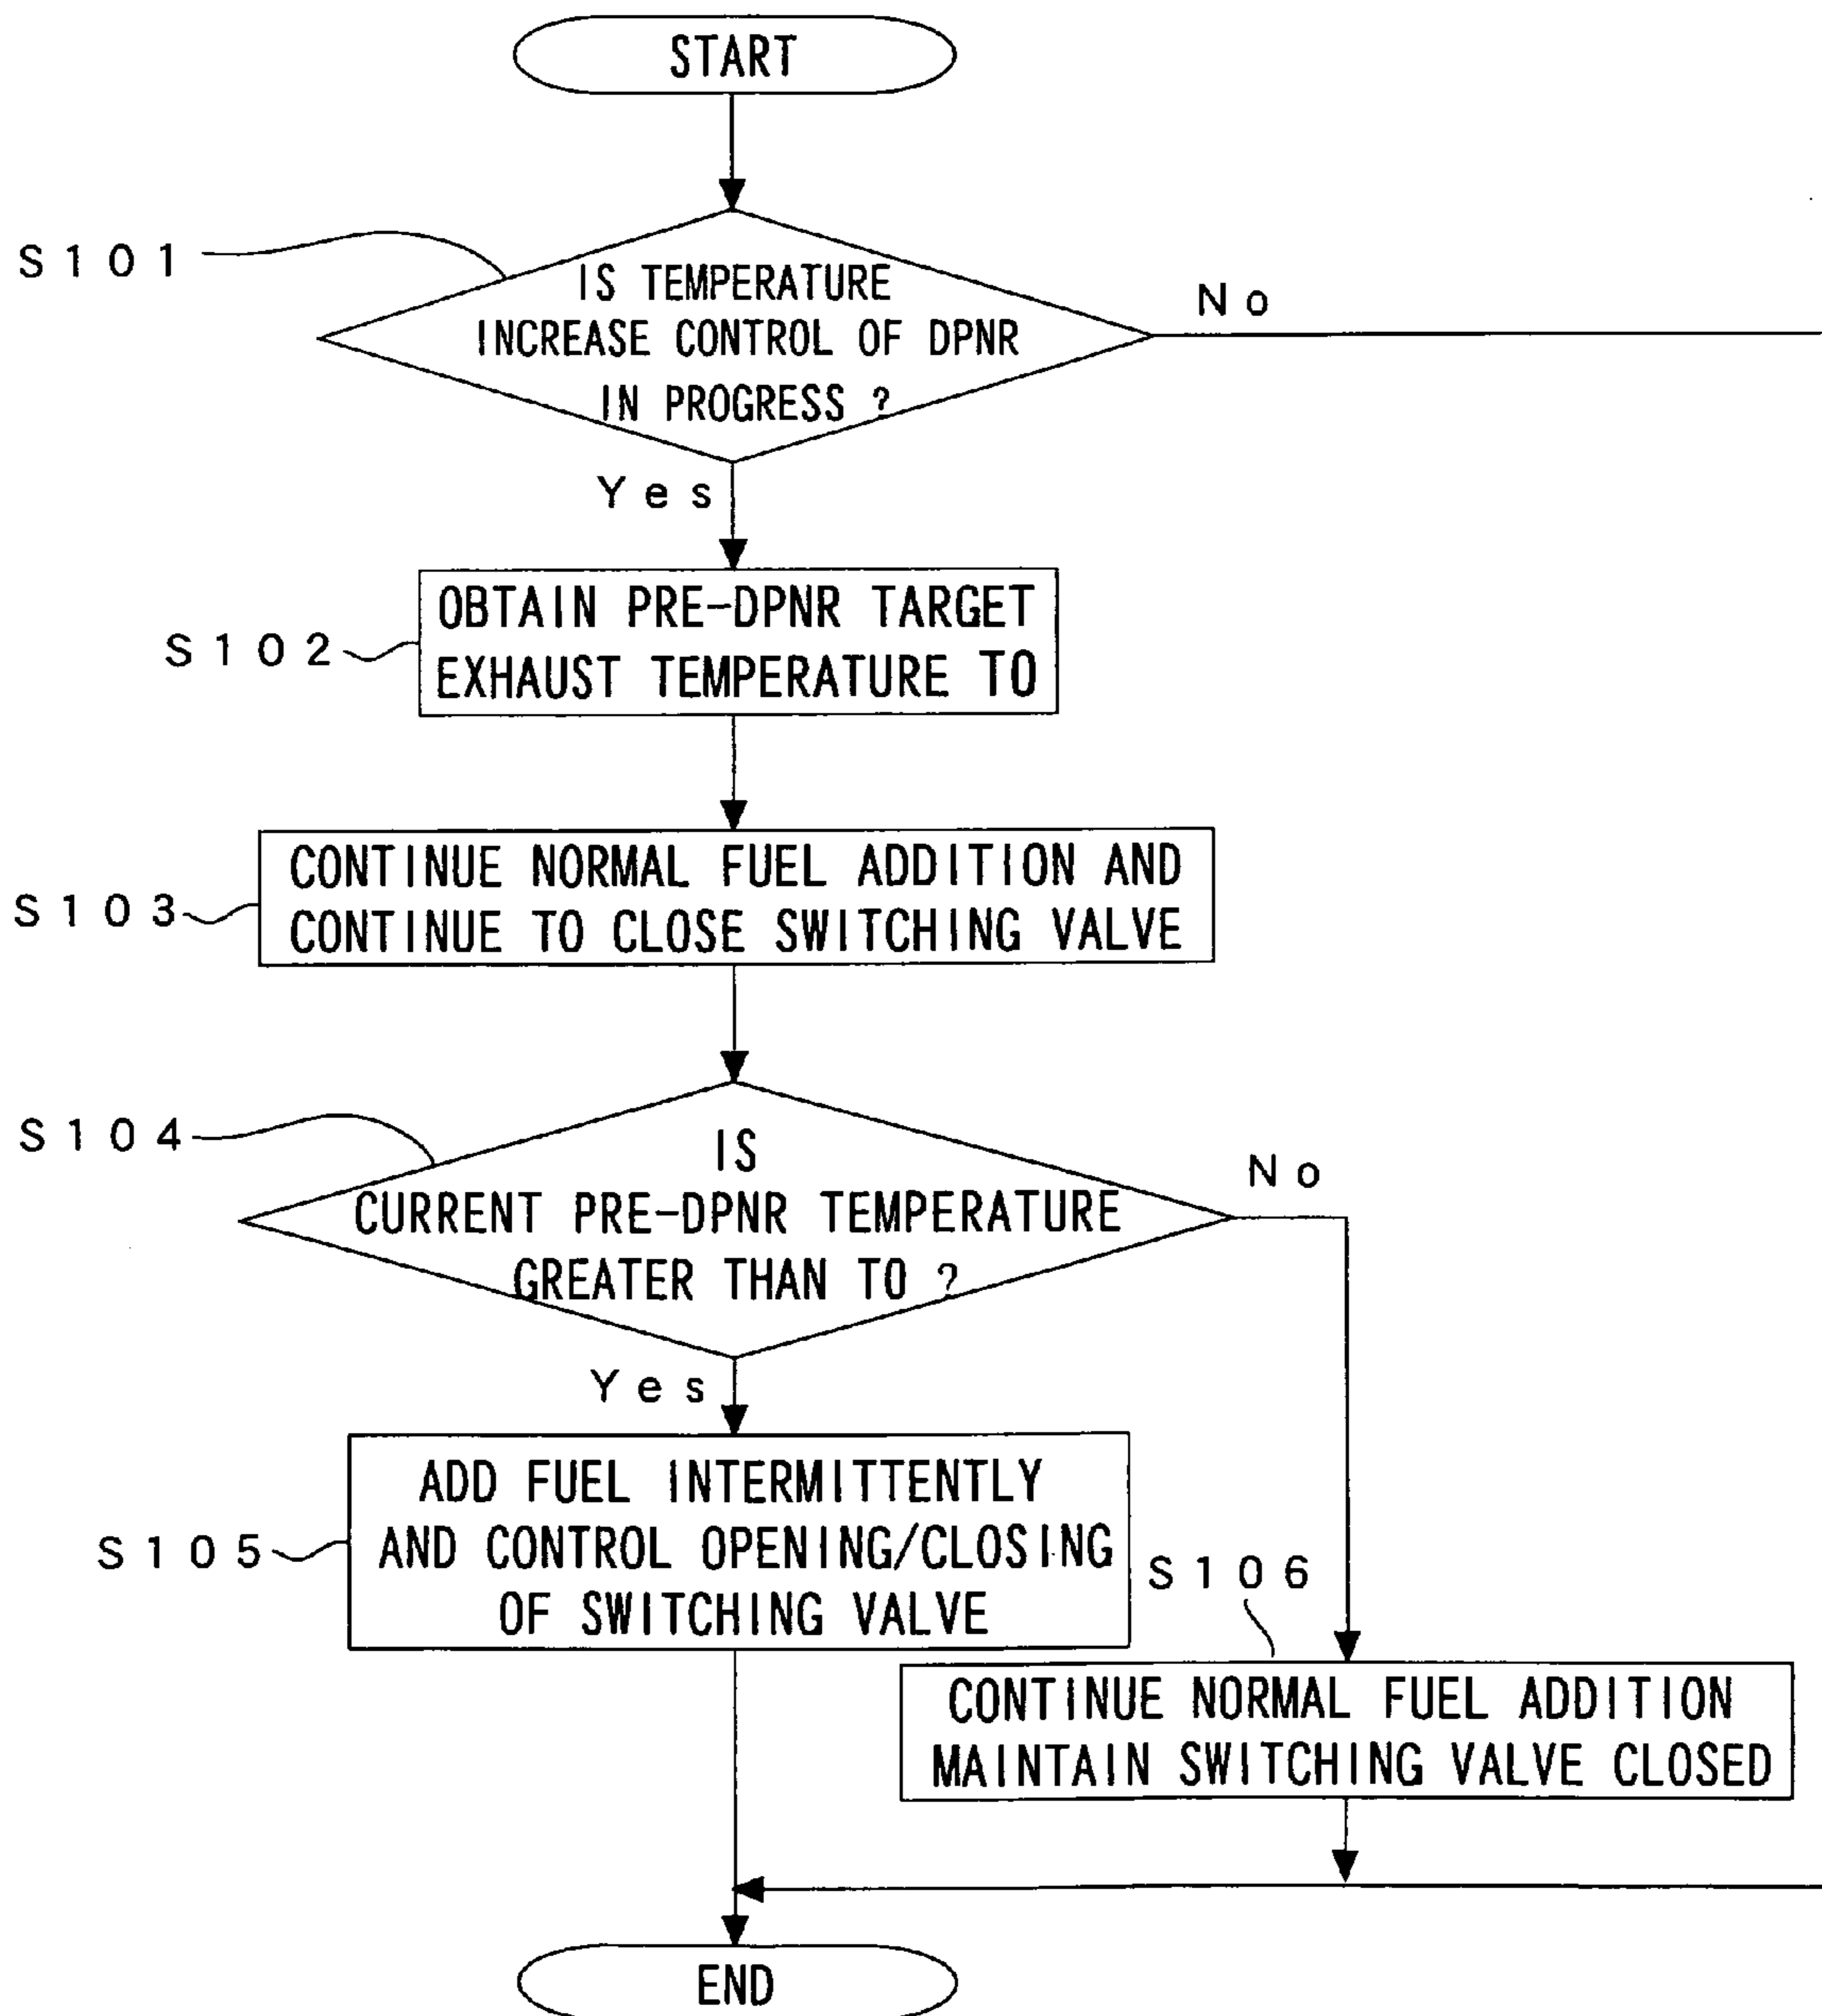 START
S101
IS TEMPERATURE
INCREASE CONTROL OF DPNR
IN PROGRESS ?
No
Yes
S102
OBTAIN PRE-DPNR TARGET
EXHAUST TEMPERATURE TO
S103
CONTINUE NORMAL FUEL ADDITION AND
CONTINUE TO CLOSE SWITCHING VALVE
S104
IS
CURRENT PRE-DPNR TEMPERATURE
GREATER THAN TO ?
No
Yes
S105
ADD FUEL INTERMITTENTLY
AND CONTROL OPENING/CLOSING
OF SWITCHING VALVE
S106
CONTINUE NORMAL FUEL ADDITION
MAINTAIN SWITCHING VALVE CLOSED
END